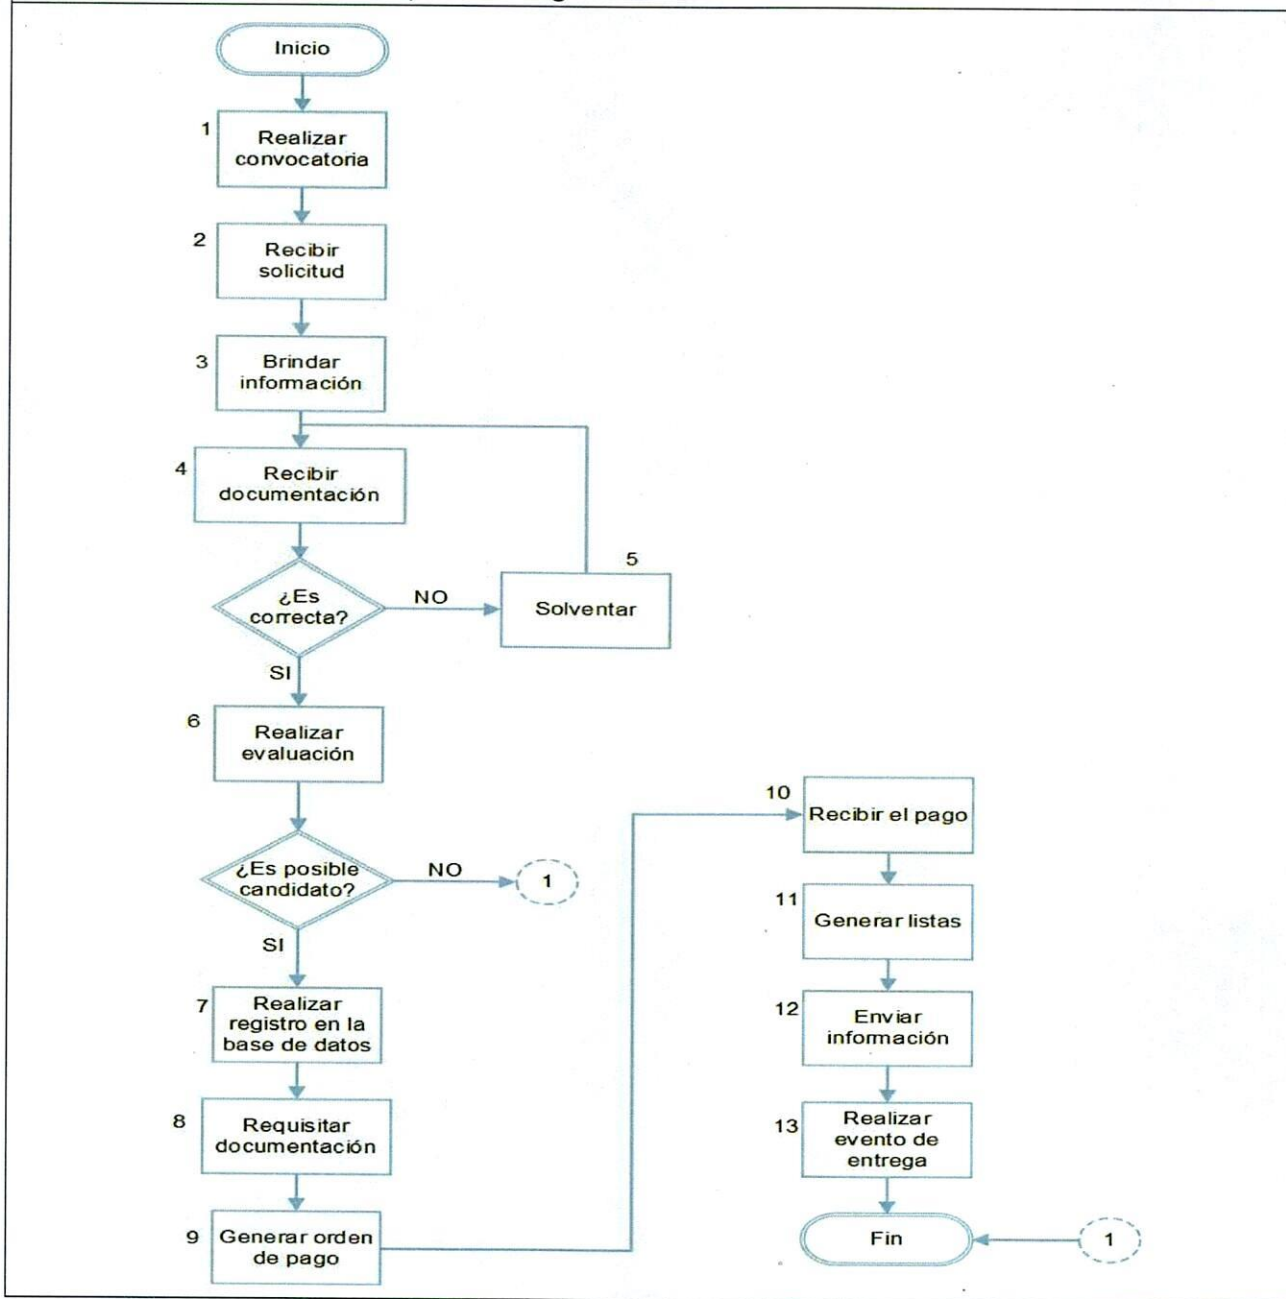 Inicio
1
Realizar
convocatoria
2
Recibir
solicitud
3
Brindar
información
4
Recibir
documentación
¿Es
correcta?
NO
5
Solventar
SI
6
Realizar
evaluación
¿Es posible
candidato?
NO
1
SI
7
Realizar
registro en la
base de datos
8
Requisitar
documentación
9
Generar orden
de pago
10
Recibir el pago
11
Generar listas
12
Enviar
información
13
Realizar
evento de
entrega
Fin
1